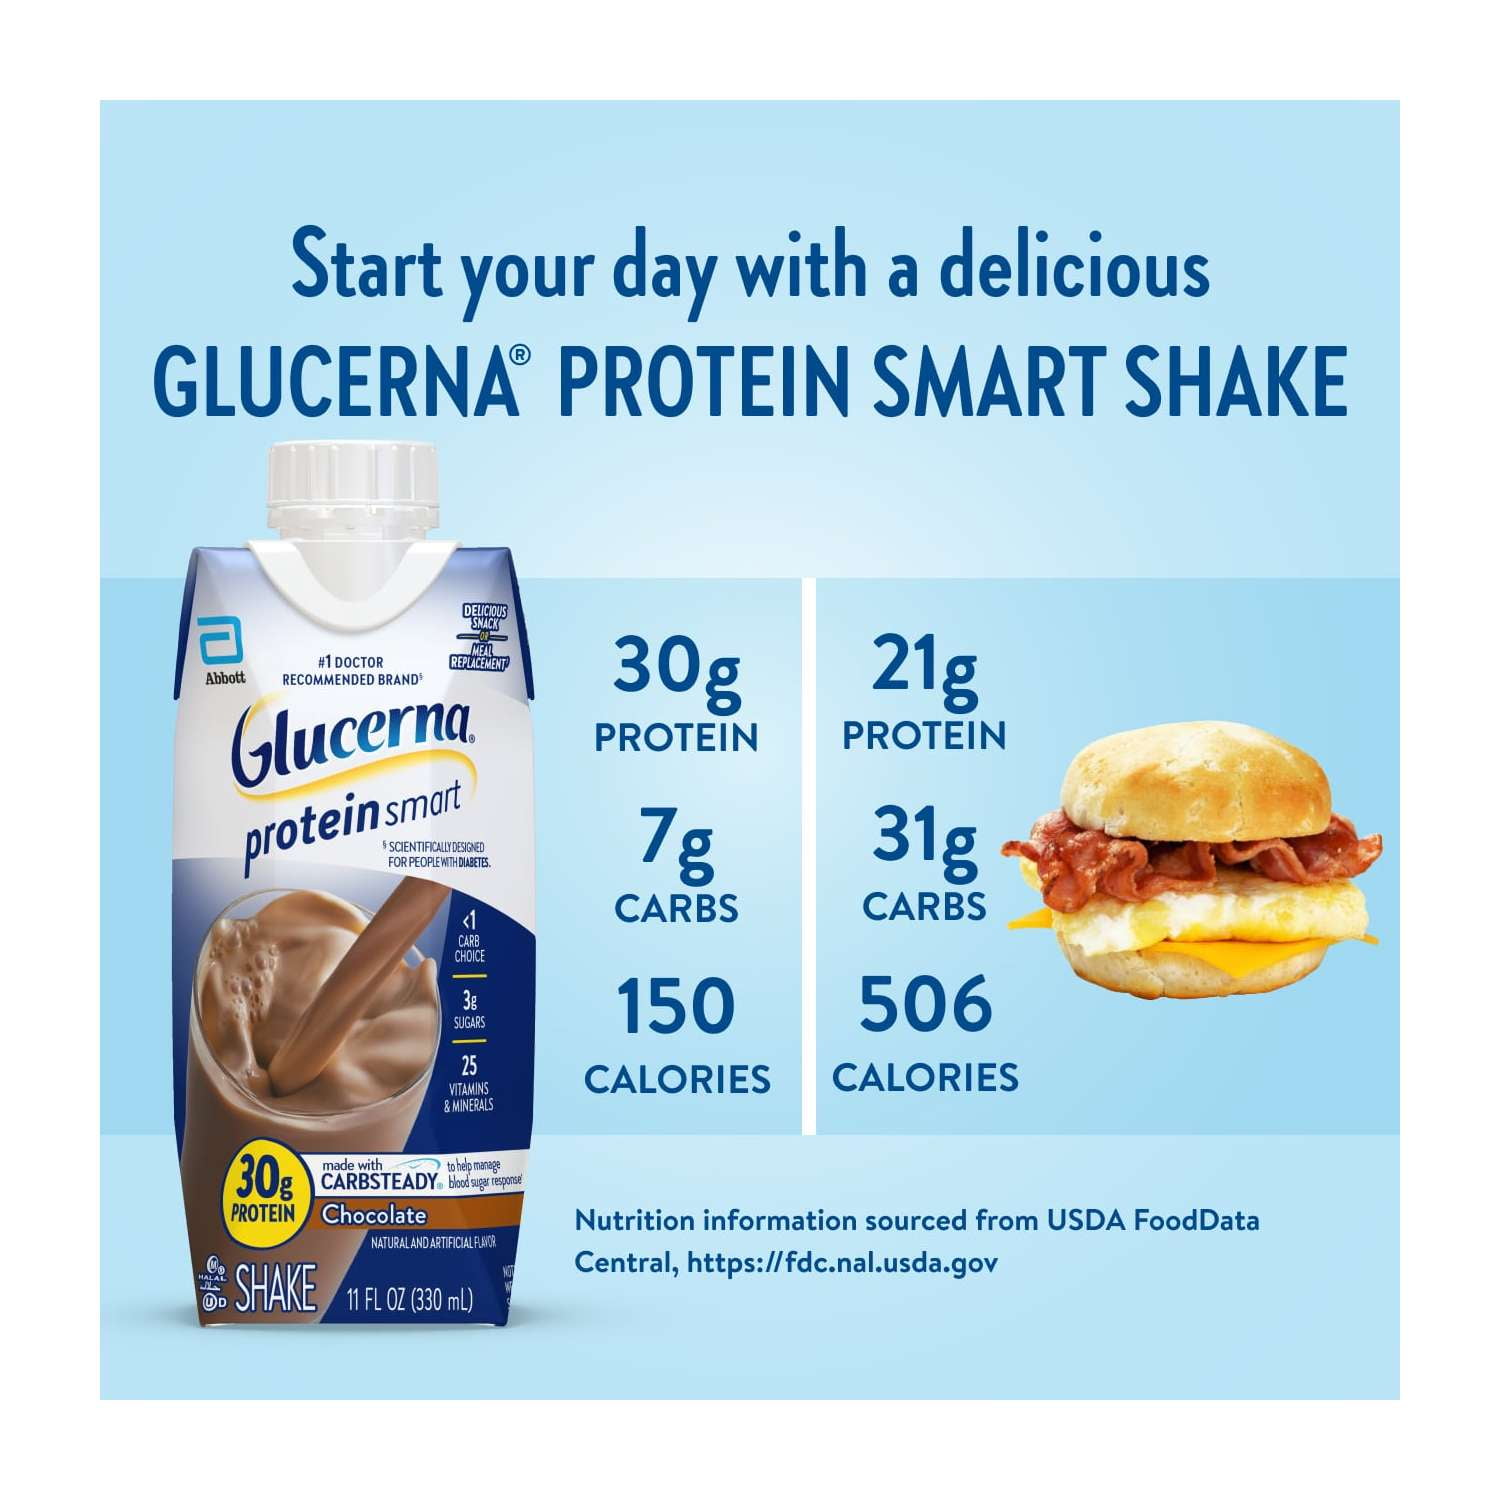 Start your day with a delicious
GLUCERNA® PROTEIN SMART SHAKE
Abbott
#1 DOCTOR
RECOMMENDED BRAND§
DELICIOUS
SNACK
OR
MEAL
REPLACEMENT
Glucerna®
protein smart
§ SCIENTIFICALLY DESIGNED
FOR PEOPLE WITH DIABETES.
<1
CARB
CHOICE
3g
SUGARS
25
VITAMINS
& MINERALS
30g
PROTEIN
made with
CARBSTEADY®
to help manage
blood sugar response
Chocolate
NATURAL AND ARTIFICIAL FLAVOR
HALAL
SHAKE
11 FL OZ (330 mL)
30g
PROTEIN
7g
CARBS
150
CALORIES
21g
PROTEIN
31g
CARBS
506
CALORIES
Nutrition information sourced from USDA FoodData
Central, https://fdc.nal.usda.gov